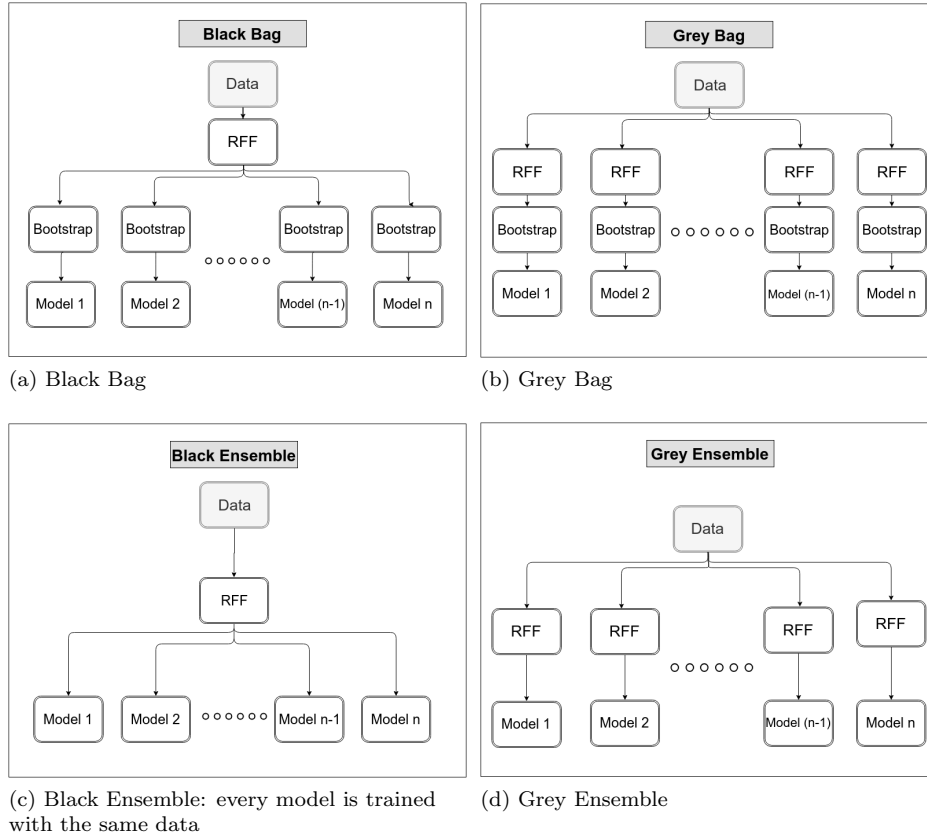 Black Bag
Data
RFF
Bootstrap Bootstrap Bootstrap Bootstrap
Model 1 Model 2 Model (n-1) Model n
(a) Black Bag
Grey Bag
Data
RFF RFF RFF RFF
Bootstrap Bootstrap Bootstrap Bootstrap
Model 1 Model 2 Model (n-1) Model n
(b) Grey Bag
Black Ensemble
Data
RFF
Model 1 Model 2 Model n-1 Model n
(c) Black Ensemble: every model is trained
with the same data
Grey Ensemble
Data
RFF RFF RFF RFF
Model 1 Model 2 Model (n-1) Model n
(d) Grey Ensemble